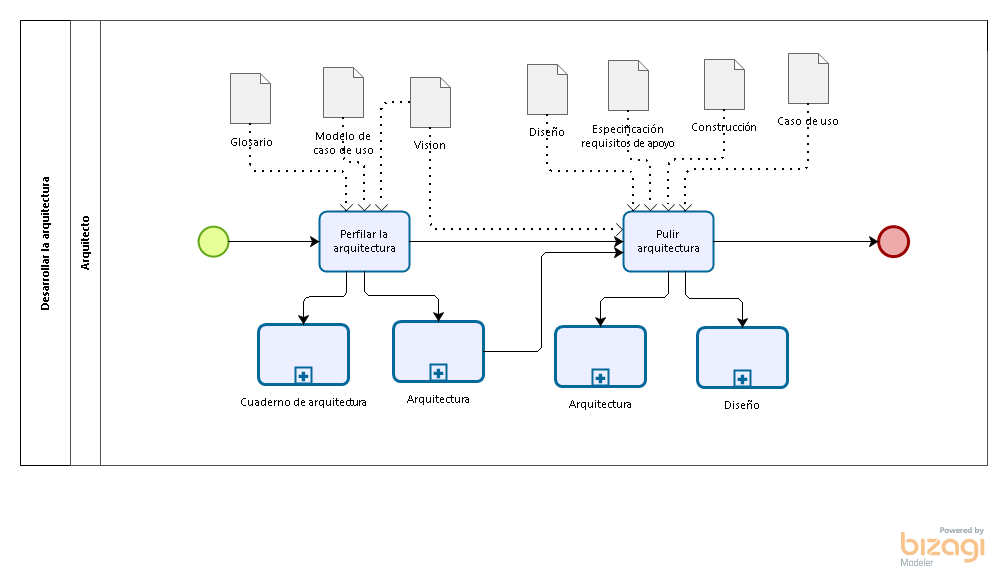 Desarrollar la arquitectura
Arquitecto
Glosario
Modelo de
caso de uso
Vision
Diseño
Especificación
requisitos de apoyo
Construcción
Caso de uso
Perfilar la
arquitectura
Pulir
arquitectura
Cuaderno de arquitectura
Arquitectura
Arquitectura
Diseño
Powered by
bizagi
Modeler